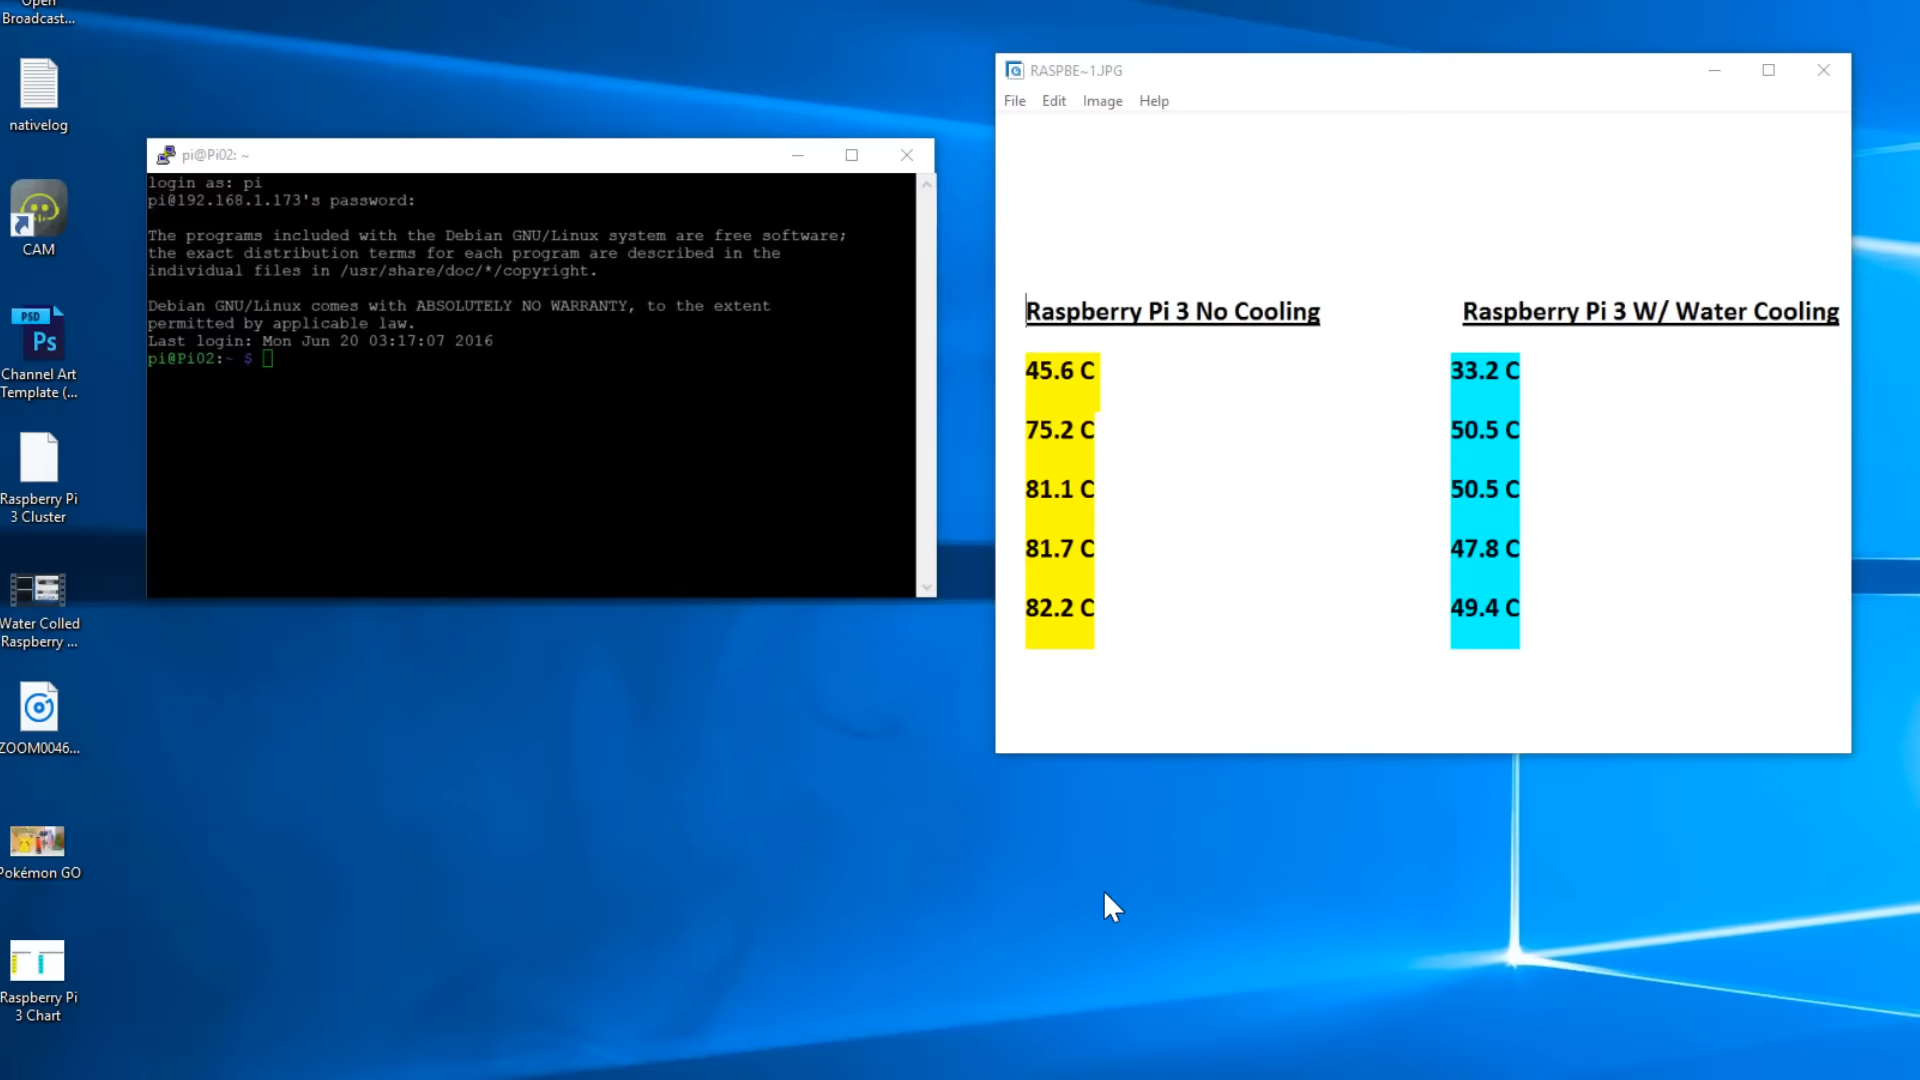 Open
Broadcast...
nativelog
CAM
PSD
Ps
Channel Art
Template (...
Raspberry Pi
3 Cluster
Water Colled
Raspberry ...
ZOOM0046...
Pokémon GO
Raspberry Pi
3 Chart
pi@Pi02: ~
login as: pi
pi@192.168.1.173's password:
The programs included with the Debian GNU/Linux system are free software;
the exact distribution terms for each program are described in the
individual files in /usr/share/doc/*/copyright.
Debian GNU/Linux comes with ABSOLUTELY NO WARRANTY, to the extent
permitted by applicable law.
Last login: Mon Jun 20 03:17:07 2016
pi@Pi02:~ $
RASPBE~1.JPG
File Edit Image Help
Raspberry Pi 3 No Cooling
45.6 C
75.2 C
81.1 C
81.7 C
82.2 C
Raspberry Pi 3 W/ Water Cooling
33.2 C
50.5 C
50.5 C
47.8 C
49.4 C